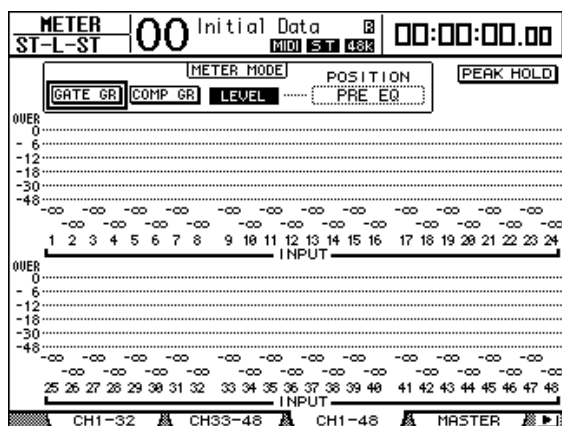 METER
ST-L-ST
00 Initial Data R
MIDI ST 48K
00:00:00.00
METER MODE
GATE GR COMP GR LEVEL
POSITION
PRE EQ
PEAK HOLD
OVER
0
- 6
-12
-18
-30
-48
-∞ -∞ -∞ -∞ -∞ -∞ -∞ -∞ -∞ -∞ -∞ -∞
-∞ -∞ -∞ -∞ -∞ -∞ -∞ -∞ -∞ -∞ -∞ -∞
1 2 3 4 5 6 7 8 9 10 11 12 13 14 15 16 17 18 19 20 21 22 23 24
INPUT
OVER
0
- 6
-12
-18
-30
-48
-∞ -∞ -∞ -∞ -∞ -∞ -∞ -∞ -∞ -∞ -∞ -∞
-∞ -∞ -∞ -∞ -∞ -∞ -∞ -∞ -∞ -∞ -∞ -∞
25 26 27 28 29 30 31 32 33 34 35 36 37 38 39 40 41 42 43 44 45 46 47 48
INPUT
CH1-32 CH33-48 CH1-48 MASTER